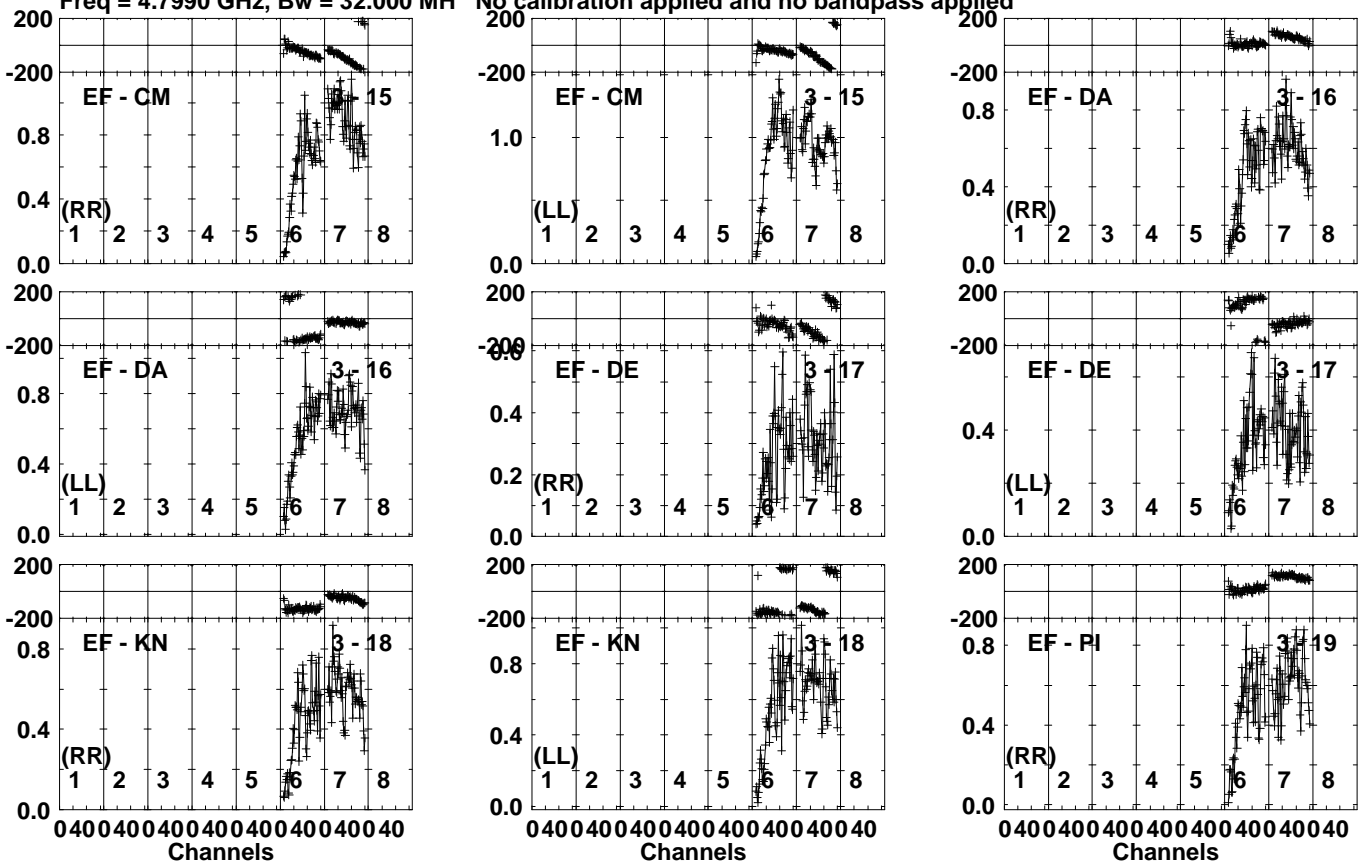 Freq = 4.7990 GHz, Bw = 32.000 MH No calibration applied and no bandpass applied
200
-200
EF - CM 3 - 15
0.8
0.4
0.0
(RR)
1 2 3 4 5 6 7 8
200
-200
EF - CM 3 - 15
1.0
0.0
(LL)
1 2 3 4 5 6 7 8
200
-200
EF - DA 3 - 16
0.8
0.4
0.0
(RR)
1 2 3 4 5 6 7 8
200
-200
EF - DA 3 - 16
0.8
0.4
0.0
(LL)
1 2 3 4 5 6 7 8
200
-200
0.6
EF - DE 3 - 17
0.4
0.2
0.0
(RR)
1 2 3 4 5 6 7 8
200
-200
EF - DE 3 - 17
0.4
0.0
(LL)
1 2 3 4 5 6 7 8
200
-200
EF - KN 3 - 18
0.8
0.4
0.0
(RR)
1 2 3 4 5 6 7 8
0 40 0 40 0 40 0 40 0 40 0 40 0 40 0 40
Channels
200
-200
EF - KN 3 - 18
0.8
0.4
0.0
(LL)
1 2 3 4 5 6 7 8
0 40 0 40 0 40 0 40 0 40 0 40 0 40 0 40
Channels
200
-200
EF - PI 3 - 19
0.8
0.4
0.0
(RR)
1 2 3 4 5 6 7 8
0 40 0 40 0 40 0 40 0 40 0 40 0 40 0 40
Channels